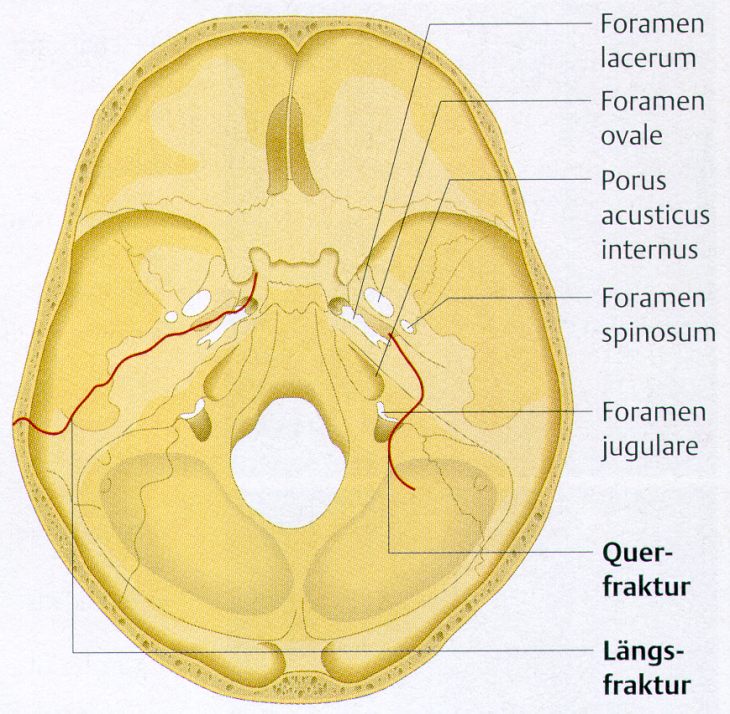 Foramen
lacerum
Foramen
ovale
Porus
acusticus
internus
Foramen
spinosum
Foramen
jugulare
Quer-
fraktur
Längs-
fraktur